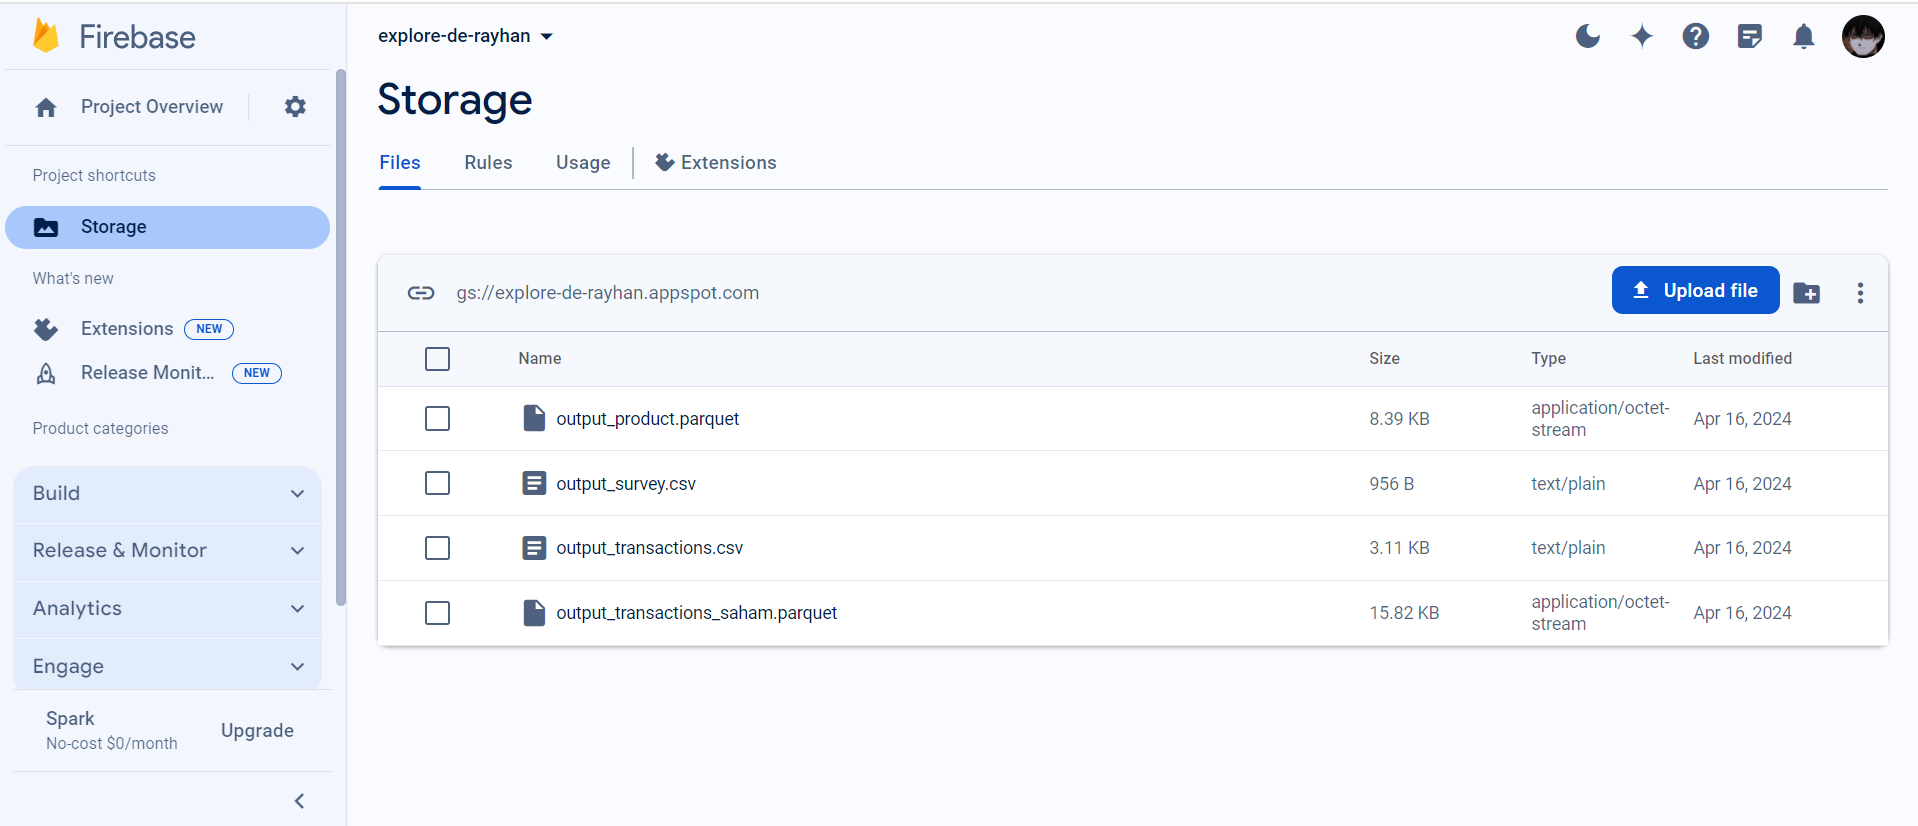 Firebase
explore-de-rayhan
Project Overview
Storage
Project shortcuts
Files Rules Usage Extensions
Storage
What's new
Extensions NEW
Release Monit... NEW
Product categories
Build
Release & Monitor
Analytics
Engage
Spark
No-cost $0/month
Upgrade
gs://explore-de-rayhan.appspot.com
Upload file
Name Size Type Last modified
output_product.parquet 8.39 KB application/octet-stream Apr 16, 2024
output_survey.csv 956 B text/plain Apr 16, 2024
output_transactions.csv 3.11 KB text/plain Apr 16, 2024
output_transactions_saham.parquet 15.82 KB application/octet-stream Apr 16, 2024